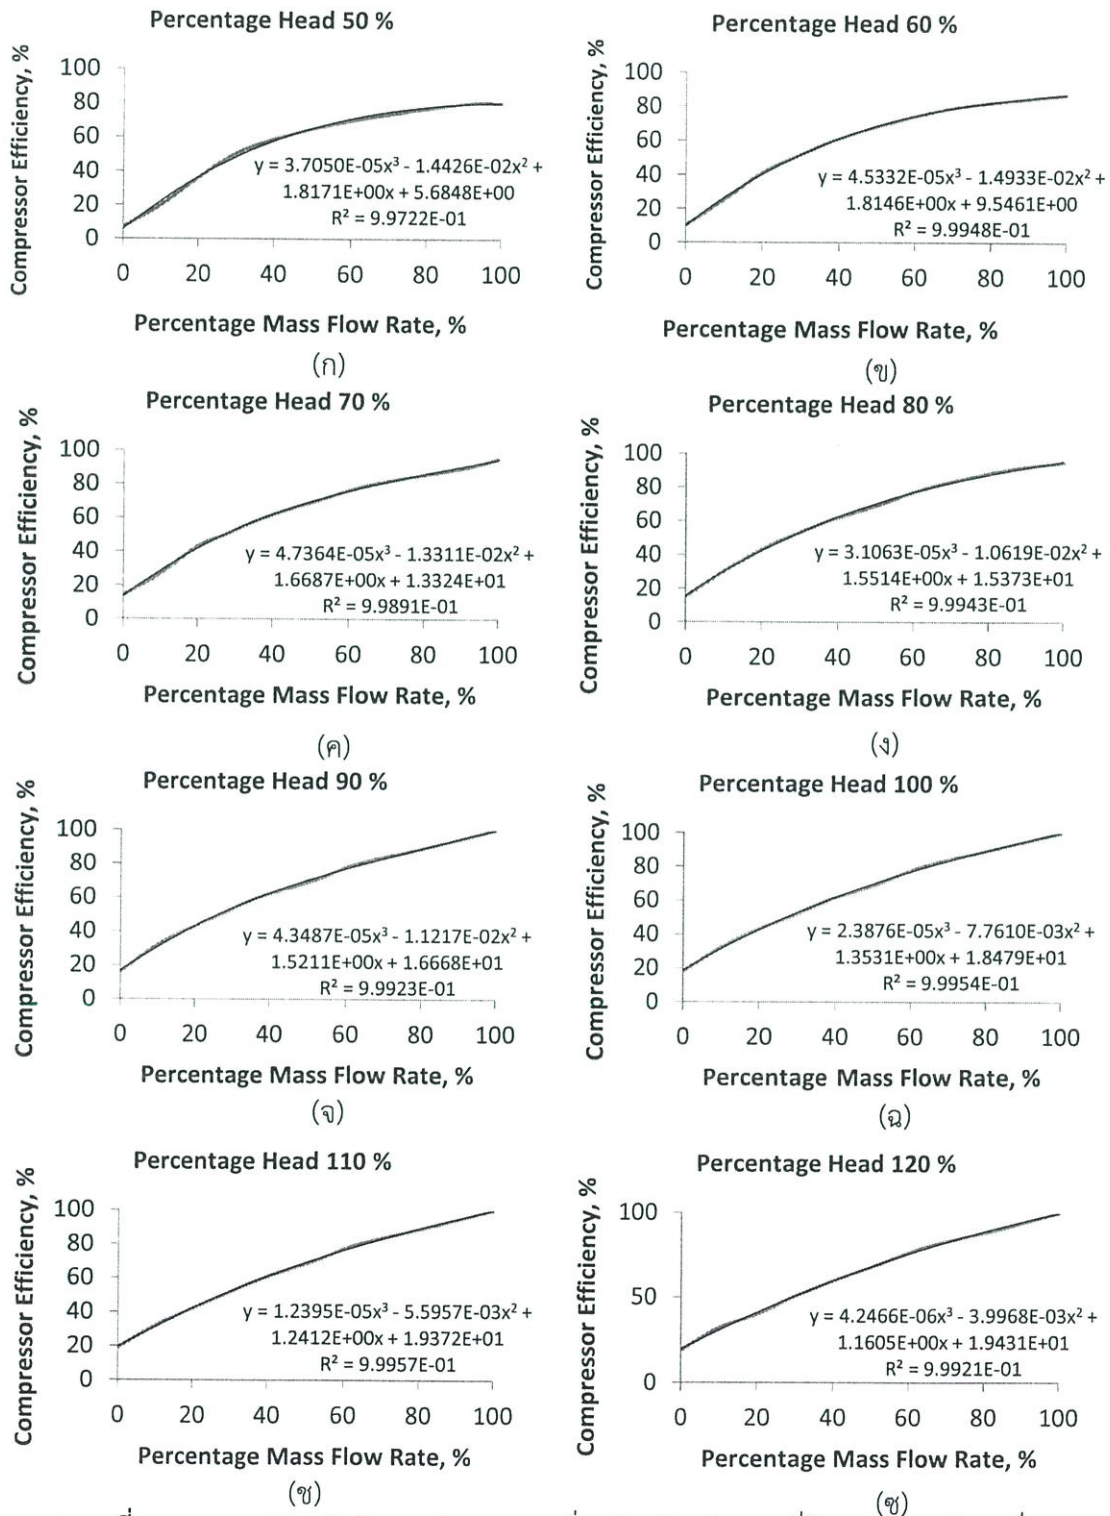 Percentage Head 50 %
Compressor Efficiency, %
100
80
60
40
20
0
y = 3.7050E-05x³ - 1.4426E-02x² +
1.8171E+00x + 5.6848E+00
R² = 9.9722E-01
0 20 40 60 80 100
Percentage Mass Flow Rate, %
(ก)
Percentage Head 60 %
Compressor Efficiency, %
100
80
60
40
20
0
y = 4.5332E-05x³ - 1.4933E-02x² +
1.8146E+00x + 9.5461E+00
R² = 9.9948E-01
0 20 40 60 80 100
Percentage Mass Flow Rate, %
(ข)
Percentage Head 70 %
Compressor Efficiency, %
100
80
60
40
20
0
y = 4.7364E-05x³ - 1.3311E-02x² +
1.6687E+00x + 1.3324E+01
R² = 9.9891E-01
0 20 40 60 80 100
Percentage Mass Flow Rate, %
(ค)
Percentage Head 80 %
Compressor Efficiency, %
100
80
60
40
20
0
y = 3.1063E-05x³ - 1.0619E-02x² +
1.5514E+00x + 1.5373E+01
R² = 9.9943E-01
0 20 40 60 80 100
Percentage Mass Flow Rate, %
(ง)
Percentage Head 90 %
Compressor Efficiency, %
100
80
60
40
20
0
y = 4.3487E-05x³ - 1.1217E-02x² +
1.5211E+00x + 1.6668E+01
R² = 9.9923E-01
0 20 40 60 80 100
Percentage Mass Flow Rate, %
(จ)
Percentage Head 100 %
Compressor Efficiency, %
100
80
60
40
20
0
y = 2.3876E-05x³ - 7.7610E-03x² +
1.3531E+00x + 1.8479E+01
R² = 9.9954E-01
0 20 40 60 80 100
Percentage Mass Flow Rate, %
(ฉ)
Percentage Head 110 %
Compressor Efficiency, %
100
80
60
40
20
0
y = 1.2395E-05x³ - 5.5957E-03x² +
1.2412E+00x + 1.9372E+01
R² = 9.9957E-01
0 20 40 60 80 100
Percentage Mass Flow Rate, %
(ช)
Percentage Head 120 %
Compressor Efficiency, %
100
50
0
y = 4.2466E-06x³ - 3.9968E-03x² +
1.1605E+00x + 1.9431E+01
R² = 9.9921E-01
0 20 40 60 80 100
Percentage Mass Flow Rate, %
(ซ)